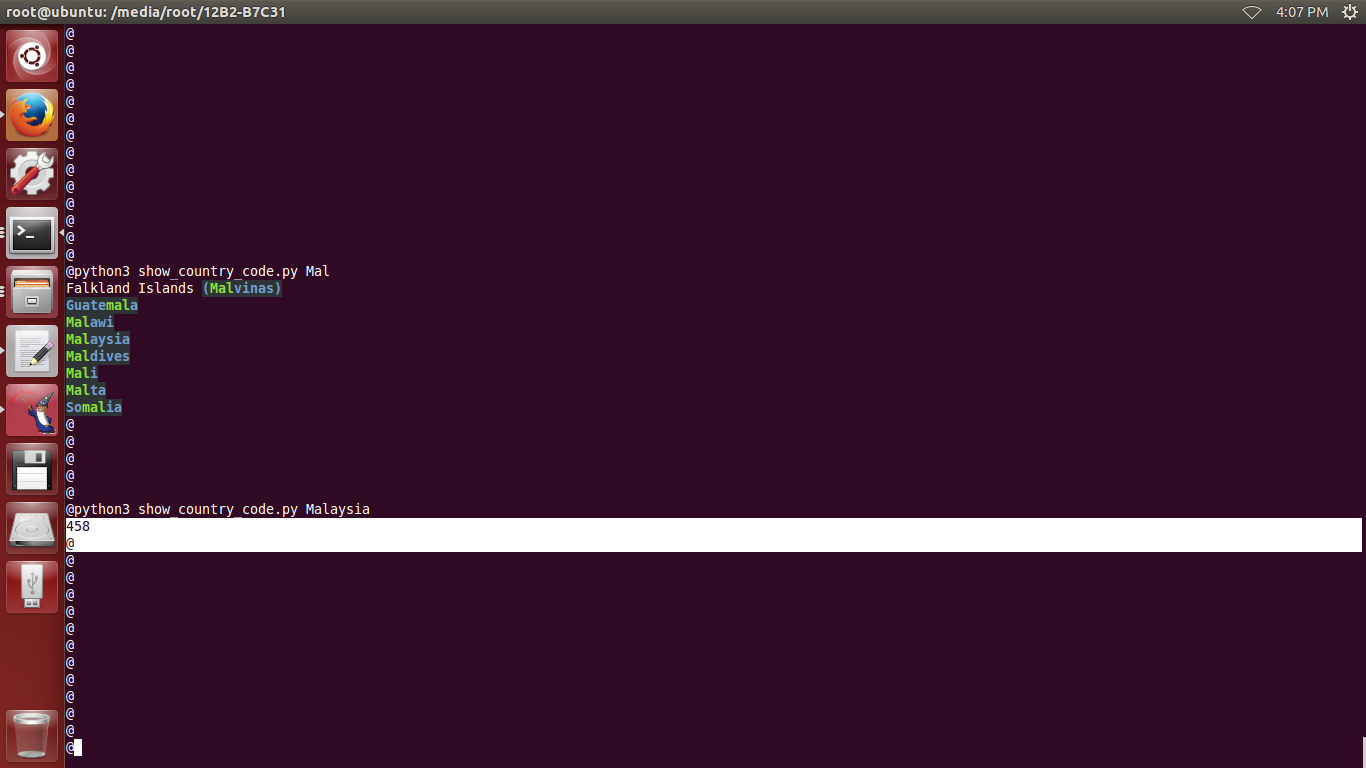 root@ubuntu: /media/root/12B2-B7C31
4:07 PM
@
@
@
@
@
@
@
@
@
@
@
@
@
@
@python3 show_country_code.py Mal
Falkland Islands (Malvinas)
Guatemala
Malawi
Malaysia
Maldives
Mali
Malta
Somalia
@
@
@
@
@
@python3 show_country_code.py Malaysia
458
@
@
@
@
@
@
@
@
@
@
@
@
@